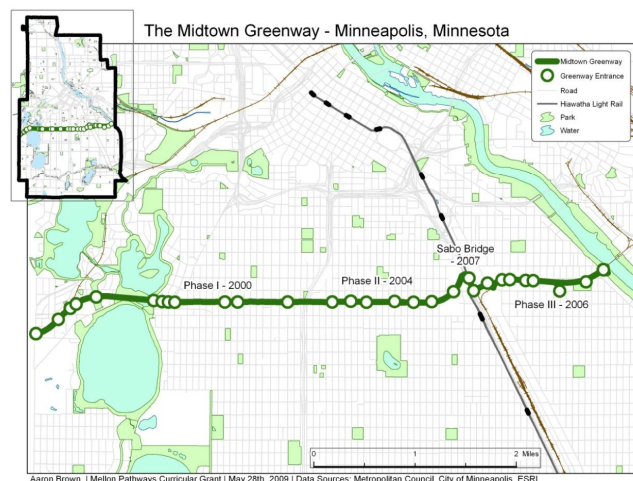 The Midtown Greenway - Minneapolis, Minnesota
Midtown Greenway
Greenway Entrance
Road
Hiawatha Light Rail
Park
Water
Sabo Bridge
- 2007
Phase I - 2000
Phase II - 2004
Phase III - 2006
0 1 2
Miles
Aaron Brown | Mellon Pathways Curricular Grant | May 28th, 2009 | Data Sources: Metropolitan Council, City of Minneapolis, ESRI